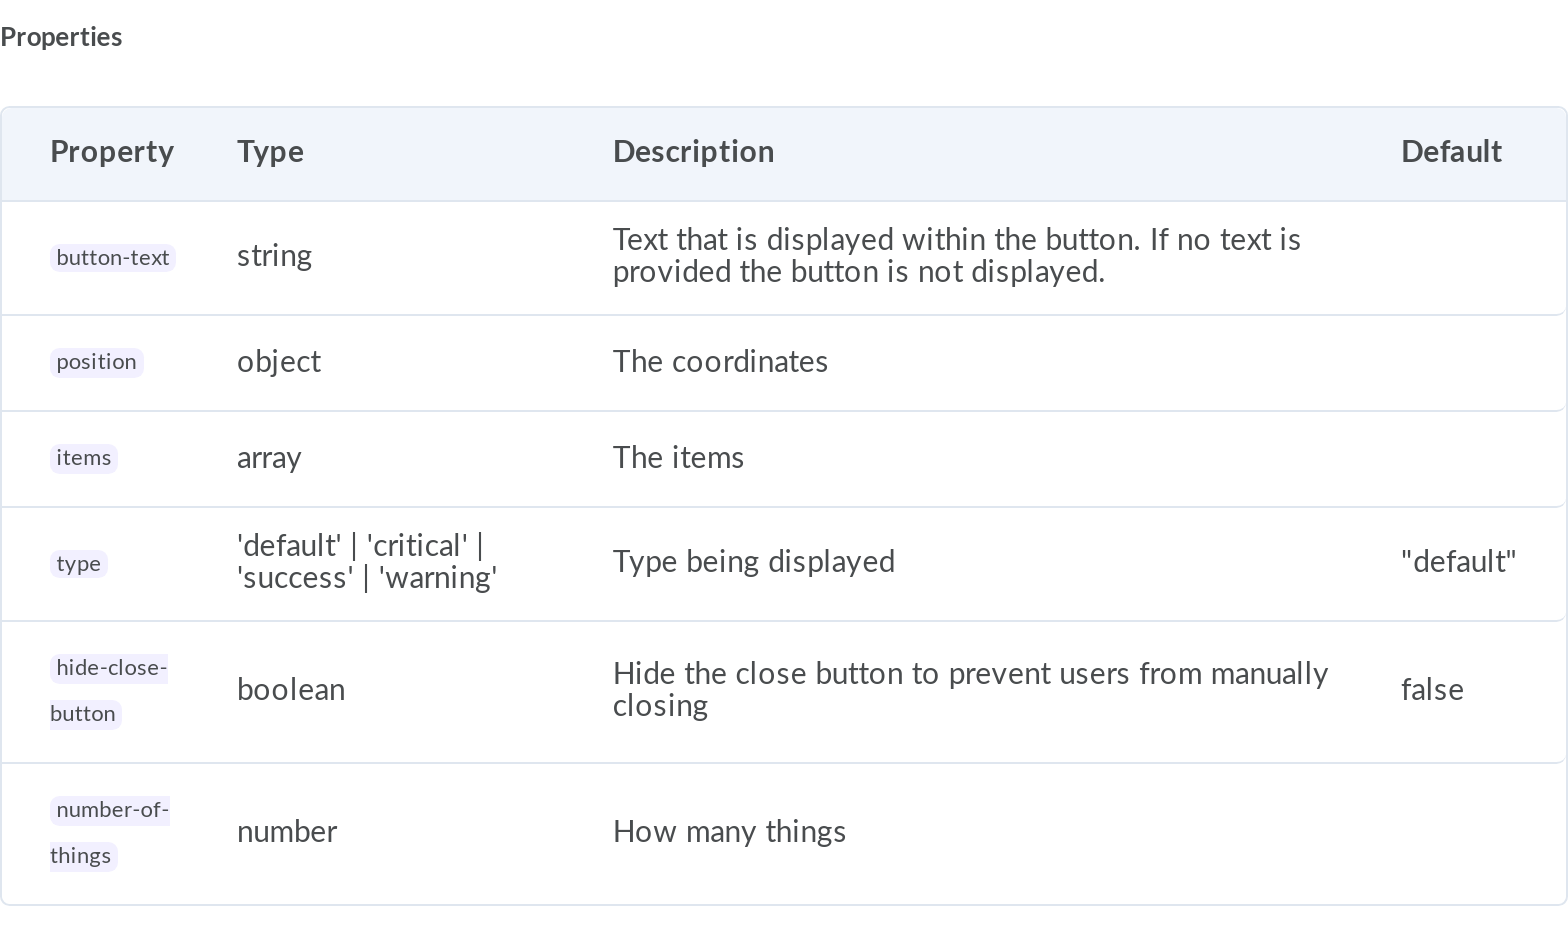 Properties
Property Type Description Default
button-text string Text that is displayed within the button. If no text is
provided the button is not displayed.
position object The coordinates
items array The items
type 'default' | 'critical' |
'success' | 'warning' Type being displayed "default"
hide-close-
button boolean Hide the close button to prevent users from manually
closing false
number-of-
things number How many things